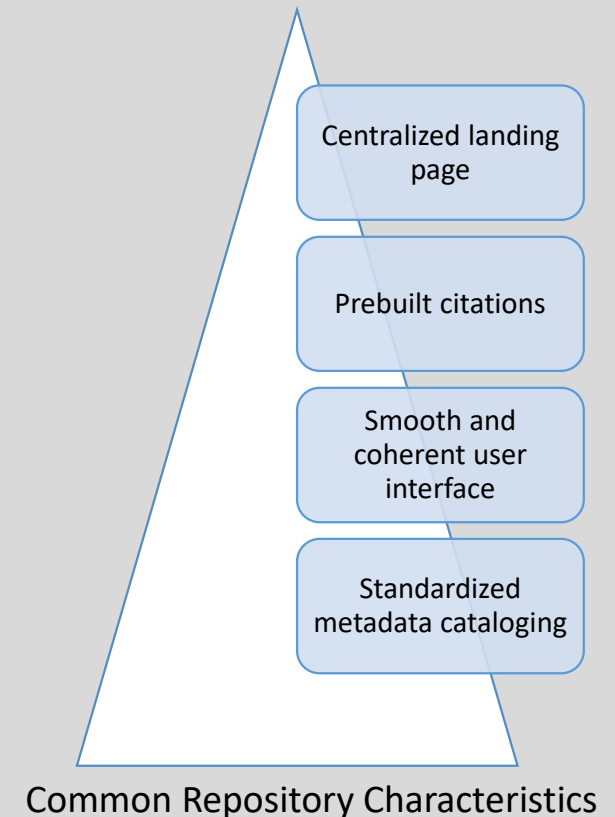 Centralized landing
page
Prebuilt citations
Smooth and
coherent user
interface
Standardized
metadata cataloging
Common Repository Characteristics